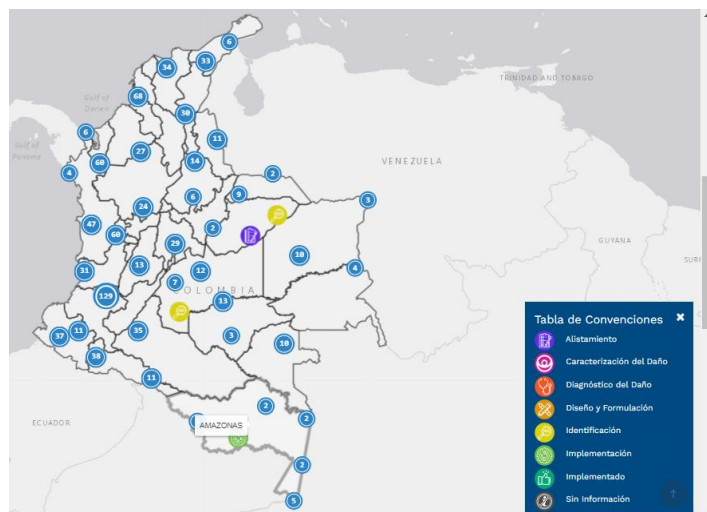 6
34
33
TRINIDAD AND TOBAGO
68
Gulf of
Darien
30
6
11
Gulf of
Panama
27
60
14
VENEZUELA
4
2
6
9
3
24
47
60
2
GUYANA
29
10
SURI
31
13
12
4
7
COLOMBIA
129
13
37
11
35
3
10
38
11
ECUADOR
2
2
AMAZONAS
2
5
Tabla de Convenciones ×
Alistamiento
Caracterización del Daño
Diagnóstico del Daño
Diseño y Formulación
Identificación
Implementación
Implementado
Sin Información